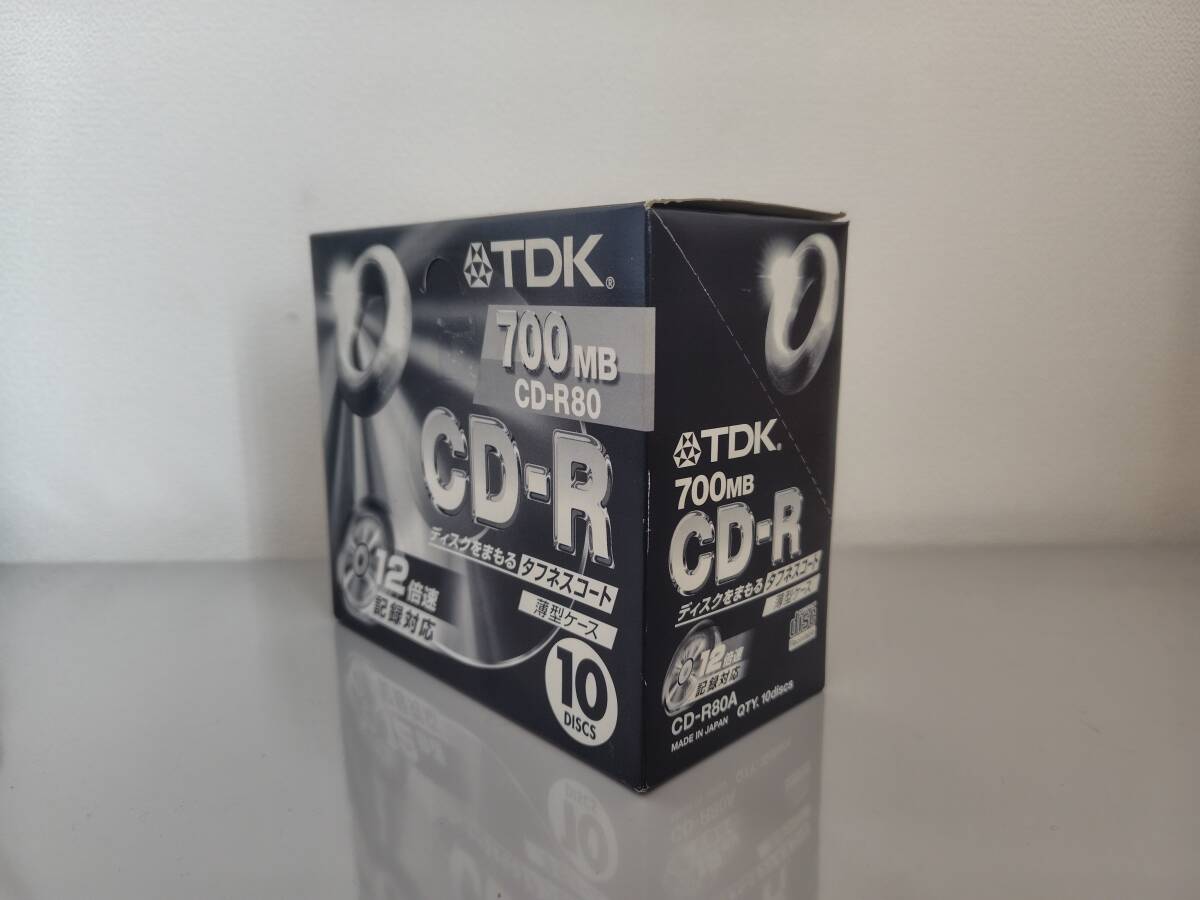 TDK®
700MB
CD-R80
CD-R
ディスクをまもる タフネスコート
薄型ケース
12倍速
記録対応
10
DISCS
TDK®
700MB
CD-R
ディスクをまもる タフネスコート
薄型ケース
disc
12倍速
記録対応
CD-R80A QTY. 10discs
MADE IN JAPAN